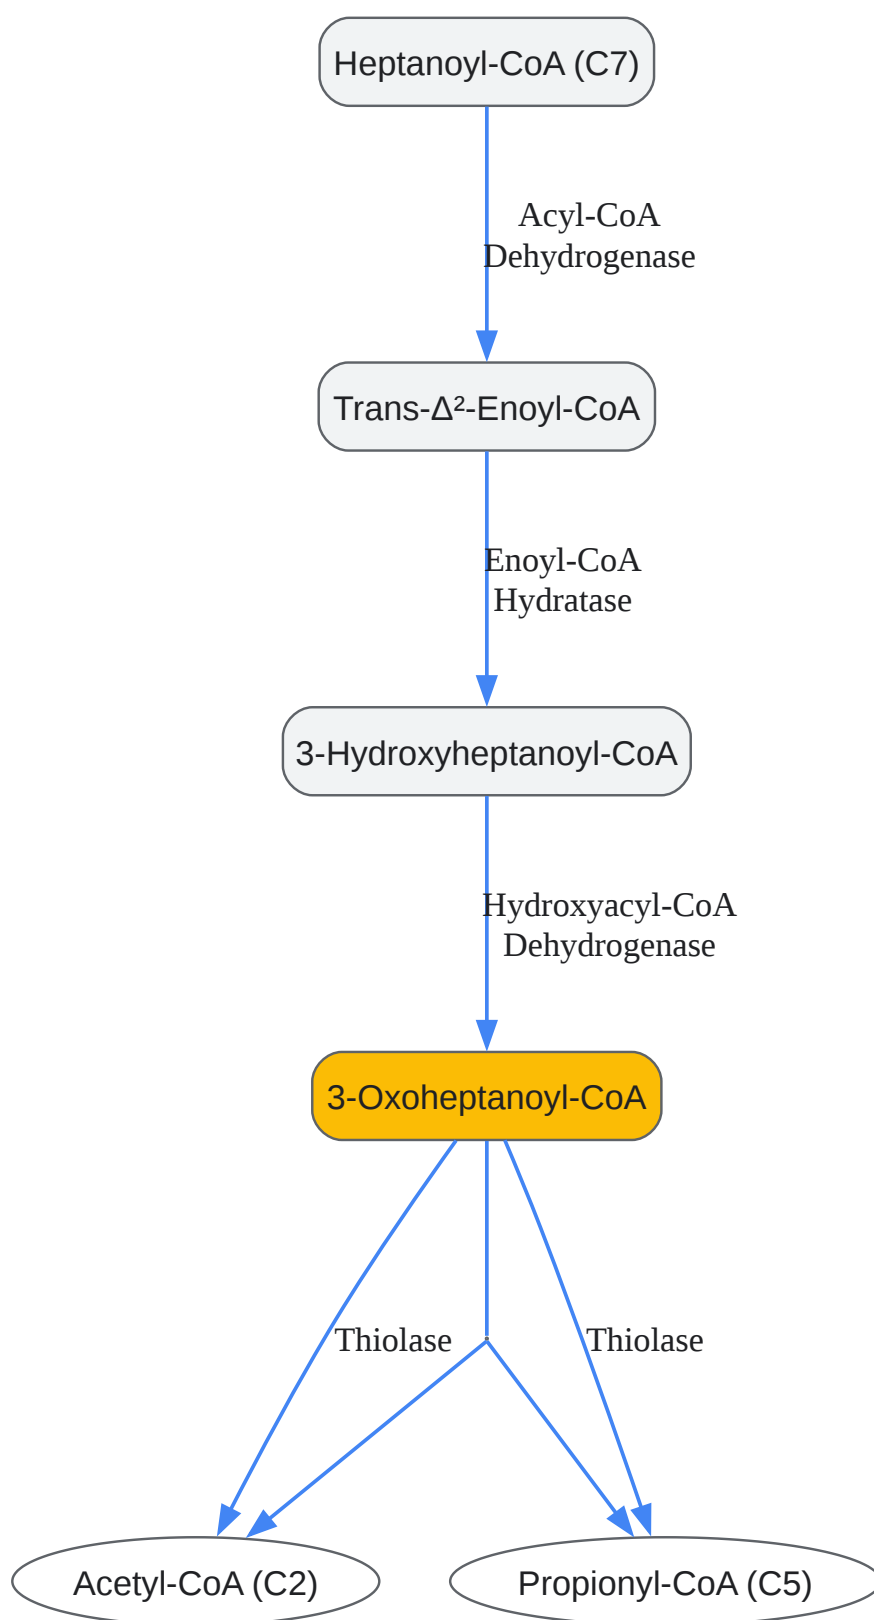 Heptanoyl-CoA (C7)
Acyl-CoA
Dehydrogenase
Trans-Δ²-Enoyl-CoA
Enoyl-CoA
Hydratase
3-Hydroxyheptanoyl-CoA
Hydroxyacyl-CoA
Dehydrogenase
3-Oxoheptanoyl-CoA
Thiolase
Thiolase
Acetyl-CoA (C2)
Propionyl-CoA (C5)